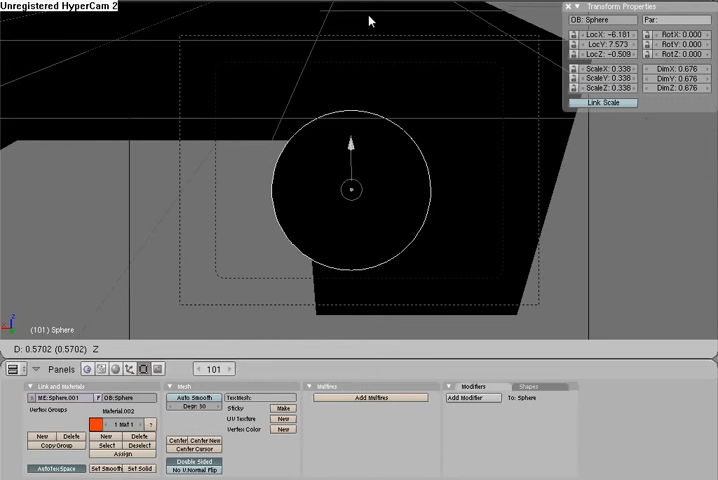 Unregistered HyperCam 2
Transform Properties
OB: Sphere
Par:
LocX: -6.181
RotX: 0.000
LocY: 7.573
RotY: 0.000
LocZ: -0.509
RotZ: 0.000
ScaleX: 0.338
DimX: 0.676
ScaleY: 0.338
DimY: 0.676
ScaleZ: 0.338
DimZ: 0.676
Link Scale
Z
(101) Sphere
D: 0.5702 (0.5702) Z
Panels
101
Link and Materials
Mesh
Multires
Modifiers
Shapes
ME:Sphere.001
F
OB:Sphere
Auto Smooth
TexMesh:
Add Multires
Add Modifier
To: Sphere
Vertex Groups
Material.002
Degr: 30
Sticky
Make
1 Mat 1
?
UV Texture
New
Vertex Color
New
New
Delete
New
Delete
Copy Group
Select
Deselect
Assign
Center
Center New
Center Cursor
AutoTexSpace
Set Smooth
Set Solid
Double Sided
No V.Normal Flip